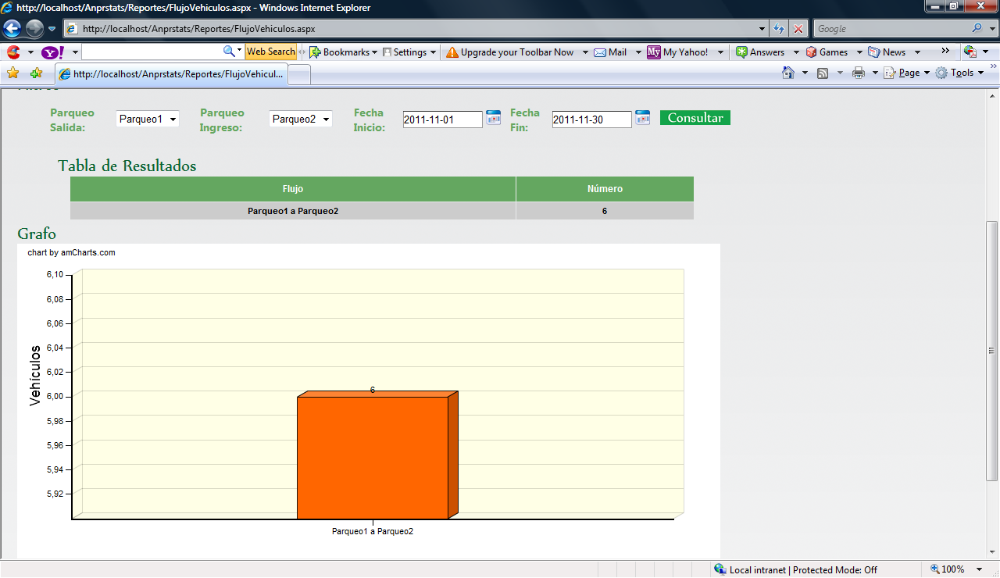 http://localhost/Anprstats/Reportes/FlujoVehiculos.aspx - Windows Internet Explorer
http://localhost/Anprstats/Reportes/FlujoVehiculos.aspx
Google
Y!
Web Search
Bookmarks
Settings
Upgrade your Toolbar Now
Mail
My
My Yahoo!
Answers
Games
News
http://localhost/Anprstats/Reportes/FlujoVehicul...
Page
Tools
Parqueo Salida:
Parqueo1
Parqueo Ingreso:
Parqueo2
Fecha Inicio:
2011-11-01
Fecha Fin:
2011-11-30
Consultar
Tabla de Resultados
Flujo Número
Parqueo1 a Parqueo2 6
Grafo
chart by amCharts.com
6,10
6,08
6,06
6,04
6,02
6,00
5,98
5,96
5,94
5,92
Vehículos
6
Parqueo1 a Parqueo2
Local intranet | Protected Mode: Off
100%